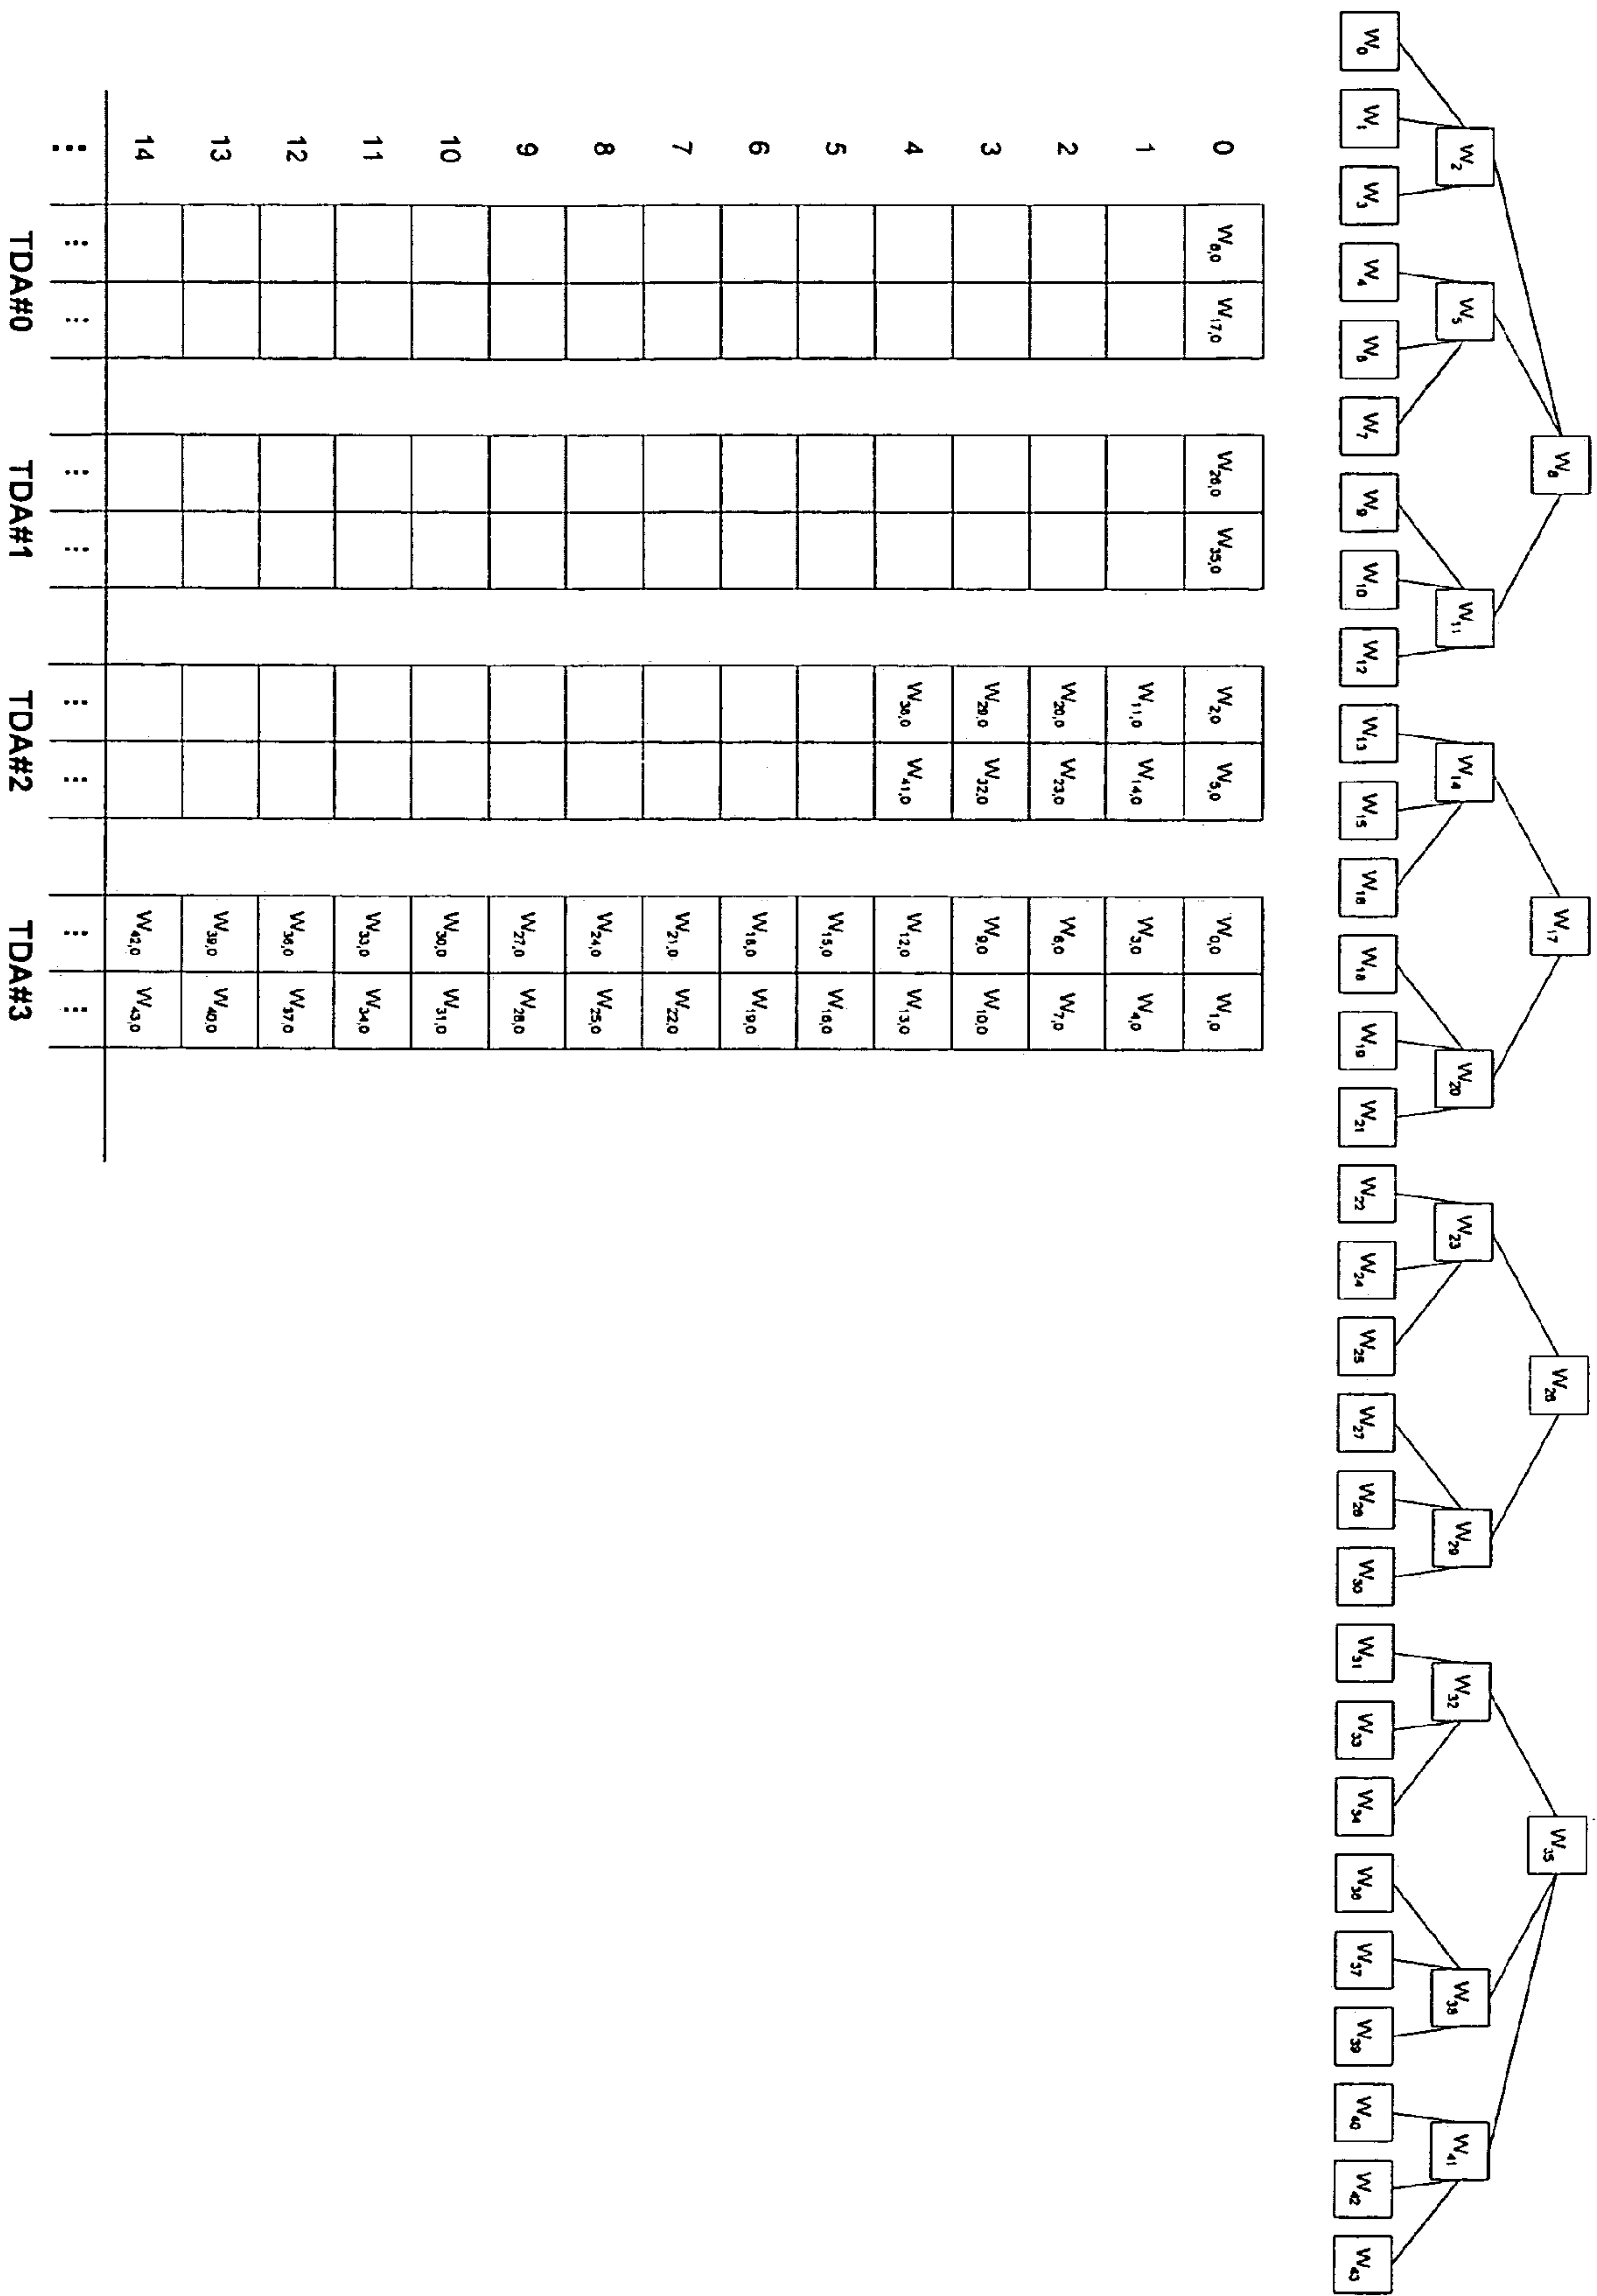 W8 W17 W26 W35
W2 W5 W11 W14 W20 W23 W29 W32 W38 W41
W0 W1 W3 W4 W6 W7 W9 W10 W12 W13 W15 W16 W18 W19 W21 W22 W24 W25 W27 W28 W30 W31 W33 W34 W36 W37 W39 W40 W42 W43
0 W8,0 W17,0 W26,0 W35,0 W2,0 W5,0 W0,0 W1,0
1 W11,0 W14,0 W3,0 W4,0
2 W20,0 W23,0 W6,0 W7,0
3 W29,0 W32,0 W9,0 W10,0
4 W38,0 W41,0 W12,0 W13,0
5 W15,0 W16,0
6 W18,0 W19,0
7 W21,0 W22,0
8 W24,0 W25,0
9 W27,0 W28,0
10 W30,0 W31,0
11 W33,0 W34,0
12 W36,0 W37,0
13 W39,0 W40,0
14 W42,0 W43,0
⋮ ⋮ ⋮ ⋮ ⋮ ⋮ ⋮ ⋮ ⋮
TDA#0 TDA#1 TDA#2 TDA#3